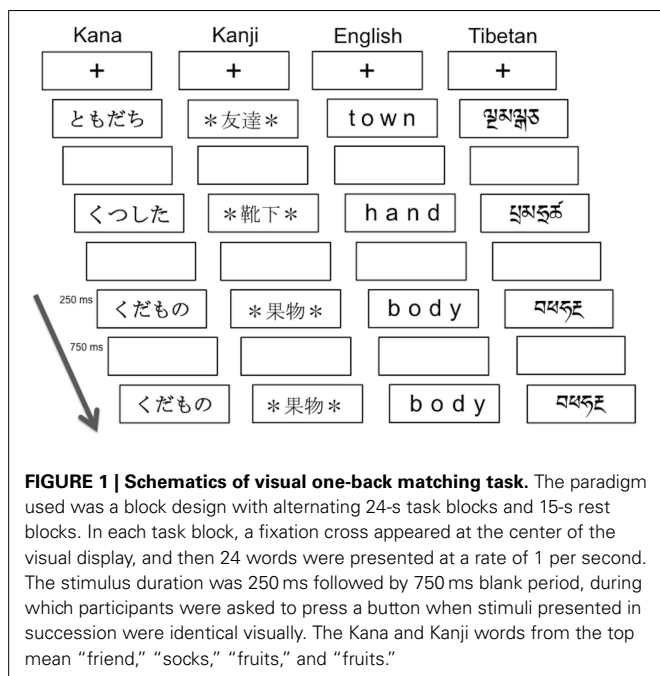 Kana Kanji English Tibetan
+ + + +
ともだち ＊友達＊ town
くつした ＊靴下＊ hand
250 ms くだもの ＊果物＊ body
750 ms
くだもの ＊果物＊ body
FIGURE 1 | Schematics of visual one-back matching task. The paradigm
used was a block design with alternating 24-s task blocks and 15-s rest
blocks. In each task block, a fixation cross appeared at the center of the
visual display, and then 24 words were presented at a rate of 1 per second.
The stimulus duration was 250 ms followed by 750 ms blank period, during
which participants were asked to press a button when stimuli presented in
succession were identical visually. The Kana and Kanji words from the top
mean “friend,” “socks,” “fruits,” and “fruits.”